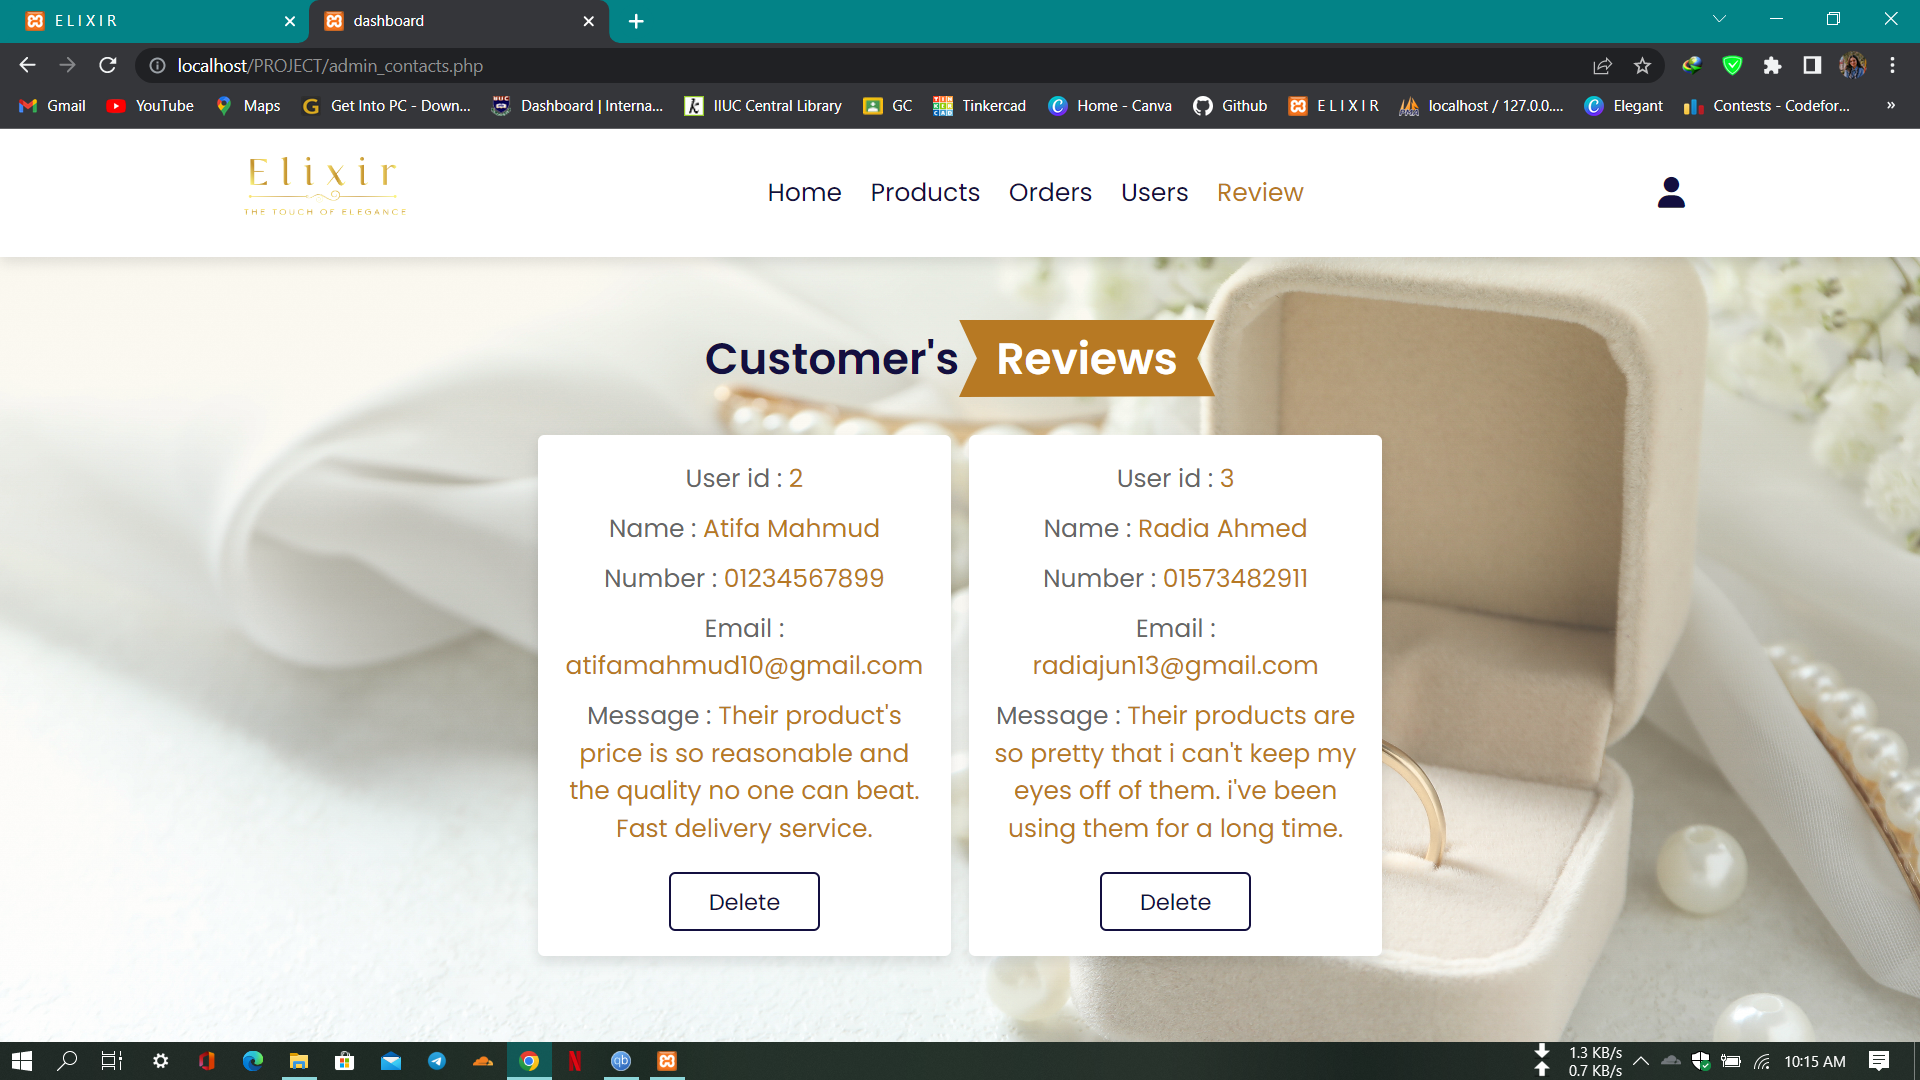 E L I X I R
dashboard
localhost/PROJECT/admin_contacts.php
Gmail
YouTube
Maps
Get Into PC - Down...
Dashboard | Interna...
IIUC Central Library
GC
Tinkercad
Home - Canva
Github
E L I X I R
localhost / 127.0.0....
Elegant
Contests - Codefor...
»
Elixir
THE TOUCH OF ELEGANCE
Home
Products
Orders
Users
Review
Customer's Reviews
User id : 2
Name : Atifa Mahmud
Number : 01234567899
Email :
atifamahmud10@gmail.com
Message : Their product's
price is so reasonable and
the quality no one can beat.
Fast delivery service.
Delete
User id : 3
Name : Radia Ahmed
Number : 01573482911
Email :
radiajun13@gmail.com
Message : Their products are
so pretty that i can't keep my
eyes off of them. i've been
using them for a long time.
Delete
1.3 KB/s
0.7 KB/s
10:15 AM